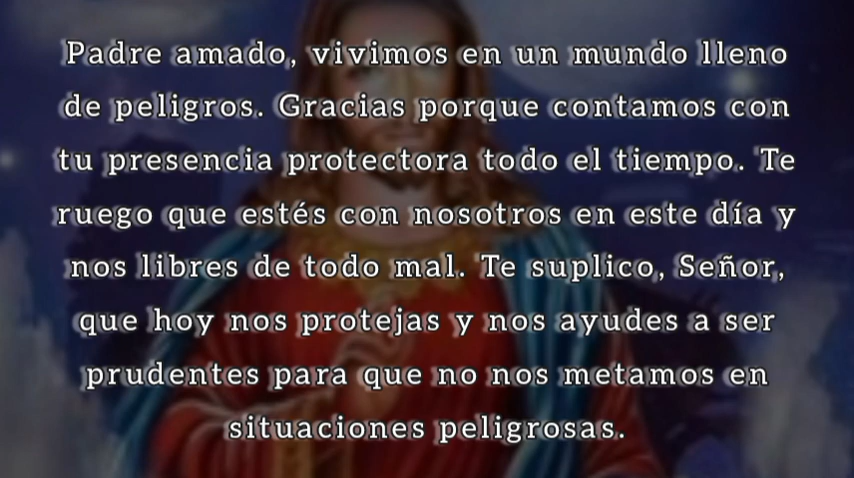 Padre amado, vivimos en un mundo lleno
de peligros. Gracias porque contamos con
tu presencia protectora todo el tiempo. Te
ruego que estés con nosotros en este día y
nos libres de todo mal. Te suplico, Señor,
que hoy nos protejas y nos ayudes a ser
prudentes para que no nos metamos en
situaciones peligrosas.